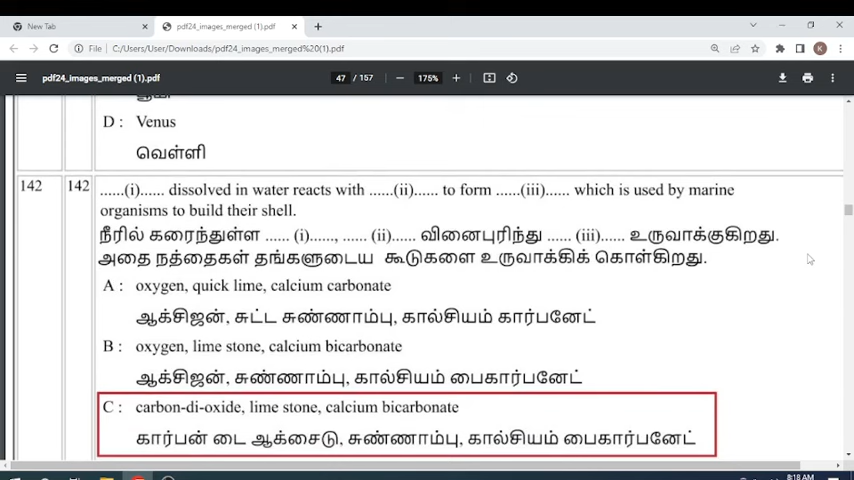 New Tab
pdf24_images_merged (1).pdf
File
C:/Users/User/Downloads/pdf24_images_merged%20(1).pdf
K
pdf24_images_merged (1).pdf
47 / 157
175%
D : Venus
வெள்ளி
142 142 ......(i)...... dissolved in water reacts with ......(ii)...... to form ......(iii)...... which is used by marine
organisms to build their shell.
நீரில் கரைந்துள்ள ...... (i)......, ...... (ii)...... வினைபுரிந்து ...... (iii)...... உருவாக்குகிறது.
அதை நத்தைகள் தங்களுடைய கூடுகளை உருவாக்கிக் கொள்கிறது.
A : oxygen, quick lime, calcium carbonate
ஆக்சிஜன், சுட்ட சுண்ணாம்பு, கால்சியம் கார்பனேட்
B : oxygen, lime stone, calcium bicarbonate
ஆக்சிஜன், சுண்ணாம்பு, கால்சியம் பைகார்பனேட்
C : carbon-di-oxide, lime stone, calcium bicarbonate
கார்பன் டை ஆக்சைடு, சுண்ணாம்பு, கால்சியம் பைகார்பனேட்
8:18 AM